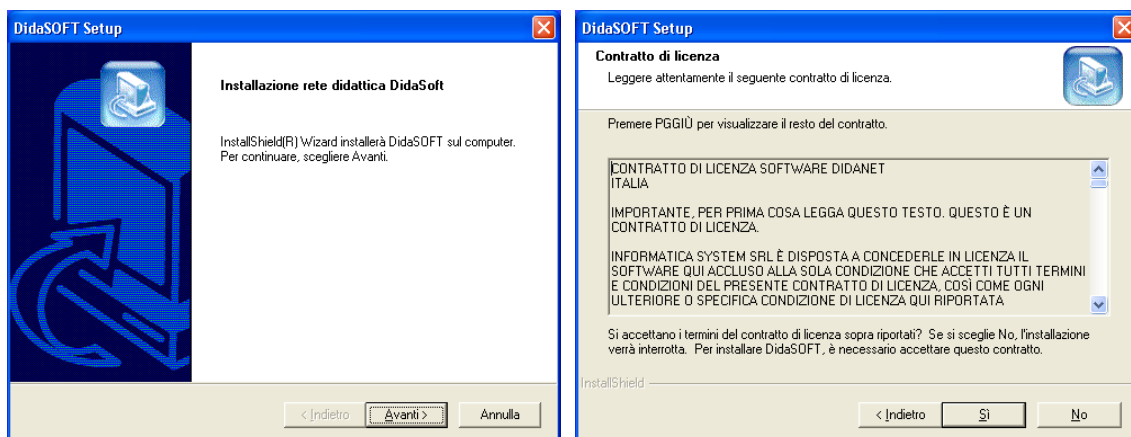 DidaSOFT Setup
Installazione rete didattica DidaSoft
InstallShield(R) Wizard installerà DidaSOFT sul computer.
Per continuare, scegliere Avanti.
< Indietro
Avanti >
Annulla
DidaSOFT Setup
Contratto di licenza
Leggere attentamente il seguente contratto di licenza.
Premere PGGIÙ per visualizzare il resto del contratto.
CONTRATTO DI LICENZA SOFTWARE DIDANET
ITALIA
IMPORTANTE, PER PRIMA COSA LEGGA QUESTO TESTO. QUESTO È UN
CONTRATTO DI LICENZA.
INFORMATICA SYSTEM SRL È DISPOSTA A CONCEDERLE IN LICENZA IL
SOFTWARE QUI ACCLUSO ALLA SOLA CONDIZIONE CHE ACCETTI TUTTI TERMINI
E CONDIZIONI DEL PRESENTE CONTRATTO DI LICENZA, COSÌ COME OGNI
ULTERIORE O SPECIFICA CONDIZIONE DI LICENZA QUI RIPORTATA
Si accettano i termini del contratto di licenza sopra riportati? Se si sceglie No, l'installazione
verrà interrotta. Per installare DidaSOFT, è necessario accettare questo contratto.
InstallShield
< Indietro
Sì
No